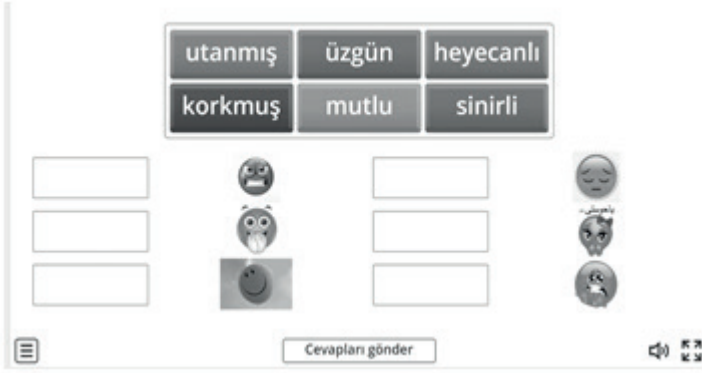 utanmış üzgün heyecanlı
korkmuş mutlu sinirli
Cevapları gönder